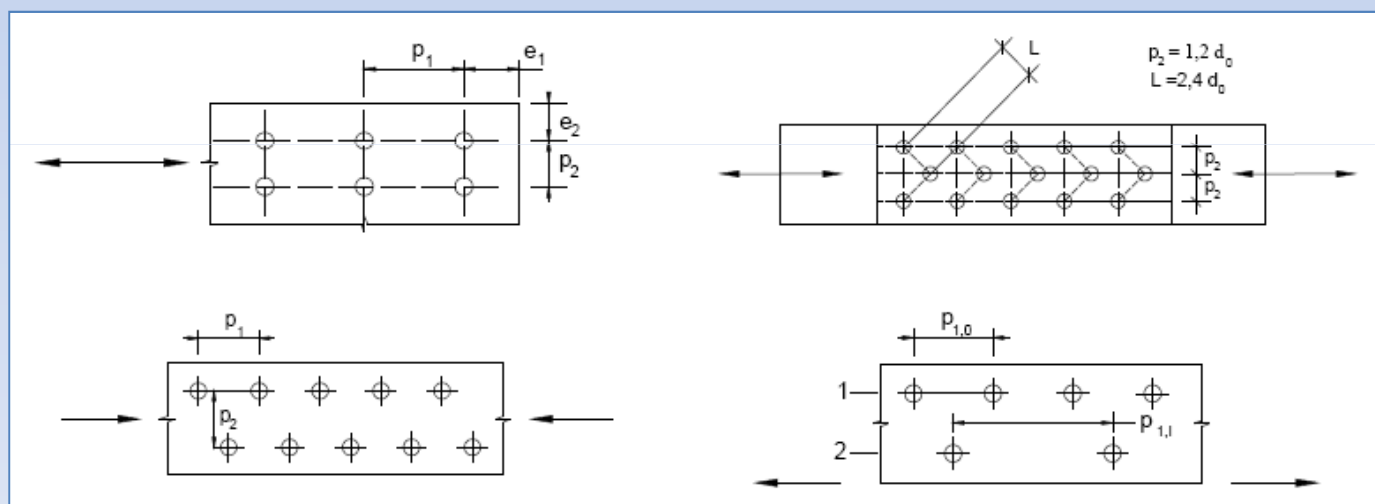 p₁ e₁
e₂
p₂
L
p₂ = 1,2 d₀
L =2,4 d₀
p₂
p₂
p₁
p₂
p₁,₀
1
p₁,ᵢ
2